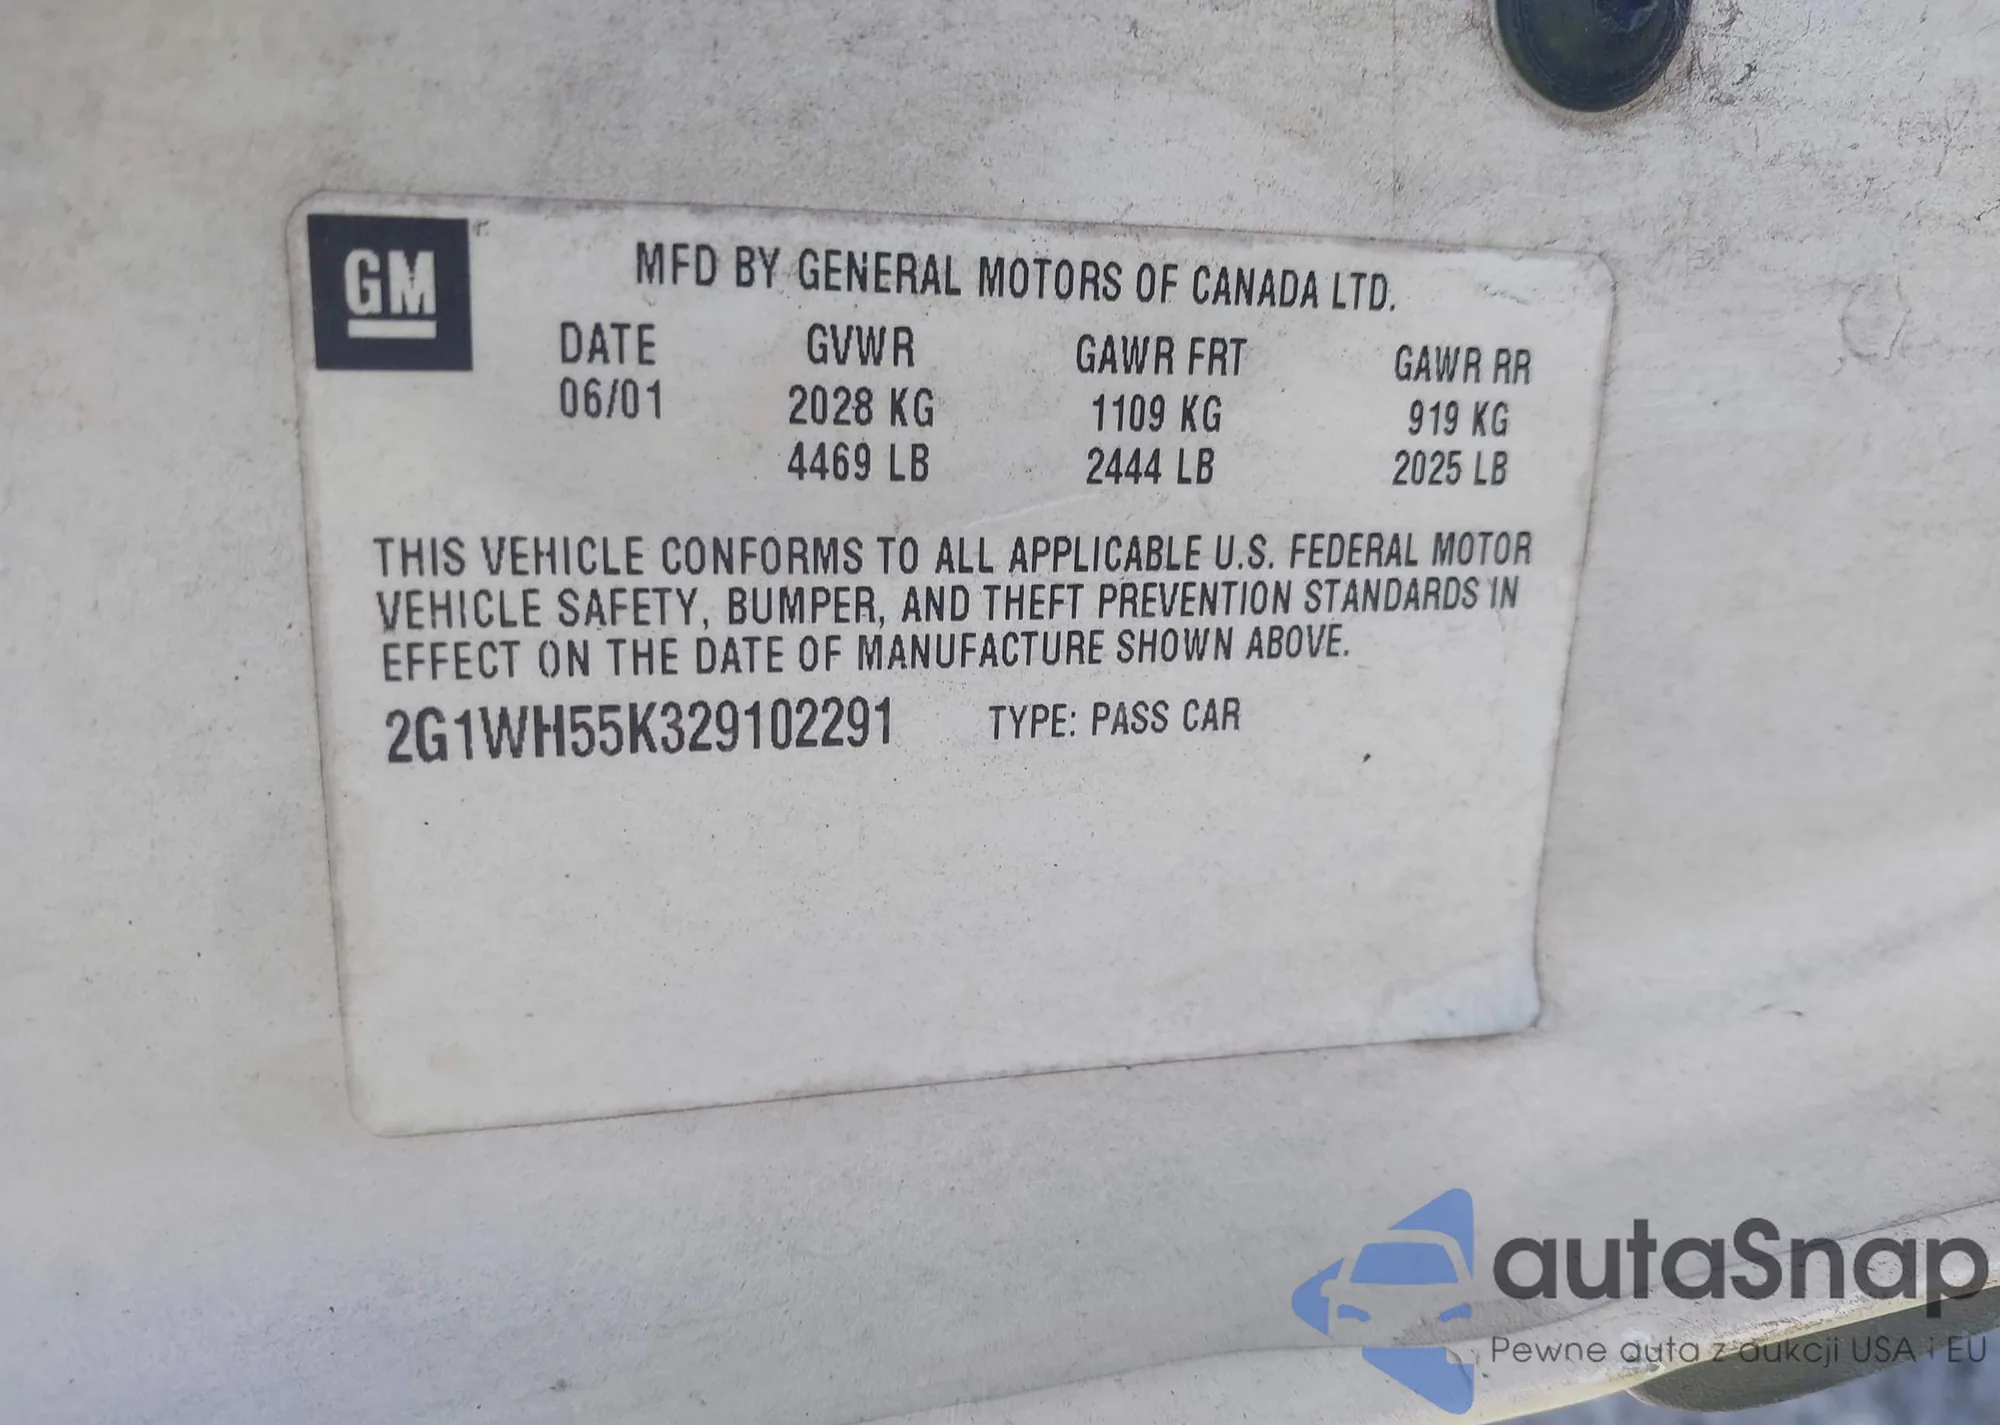 GM
MFD BY GENERAL MOTORS OF CANADA LTD.
DATE GVWR GAWR FRT GAWR RR
06/01 2028 KG 1109 KG 919 KG
4469 LB 2444 LB 2025 LB
THIS VEHICLE CONFORMS TO ALL APPLICABLE U.S. FEDERAL MOTOR
VEHICLE SAFETY, BUMPER, AND THEFT PREVENTION STANDARDS IN
EFFECT ON THE DATE OF MANUFACTURE SHOWN ABOVE.
2G1WH55K329102291 TYPE: PASS CAR
autaSnap
Pewne auta z aukcji USA i EU